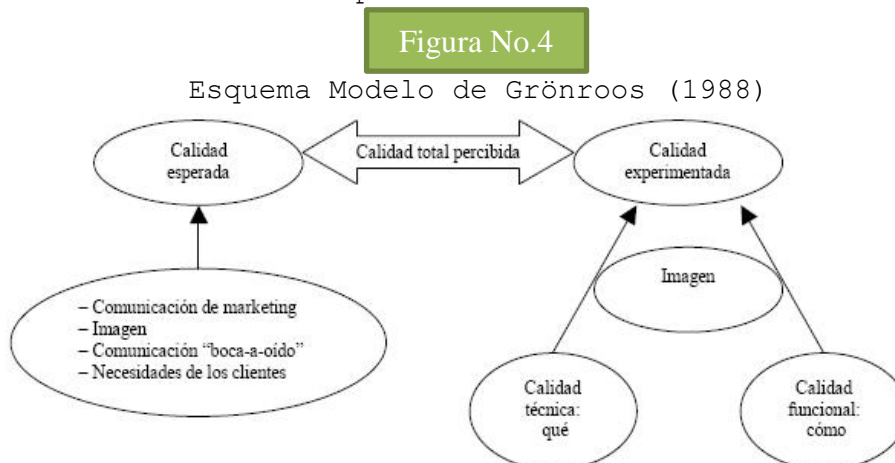 Figura No.4
Esquema Modelo de Grönroos (1988)
Calidad
esperada
Calidad total percibida
Calidad
experimentada
– Comunicación de marketing
– Imagen
– Comunicación “boca-a-oído”
– Necesidades de los clientes
Imagen
Calidad
técnica:
qué
Calidad
funcional:
cómo